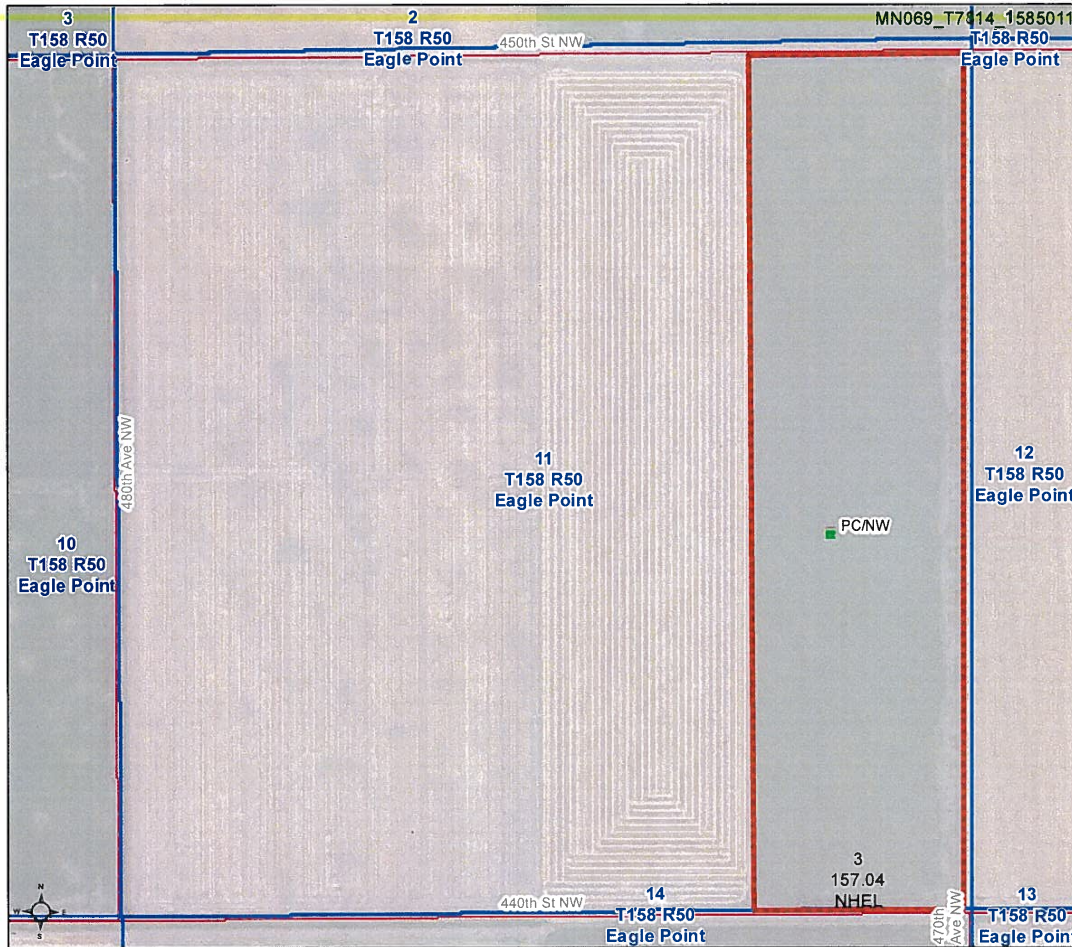 3
T158 R50
Eagle Point
2
T158 R50
Eagle Point
450th St NW
MN069_T7814_1585011
1
T158 R50
Eagle Point
480th Ave NW
11
T158 R50
Eagle Point
12
T158 R50
Eagle Point
PC/NW
10
T158 R50
Eagle Point
3
157.04
NHEL
N
W
E
S
440th St NW
14
T158 R50
Eagle Point
470th
Ave NW
13
T158 R50
Eagle Point